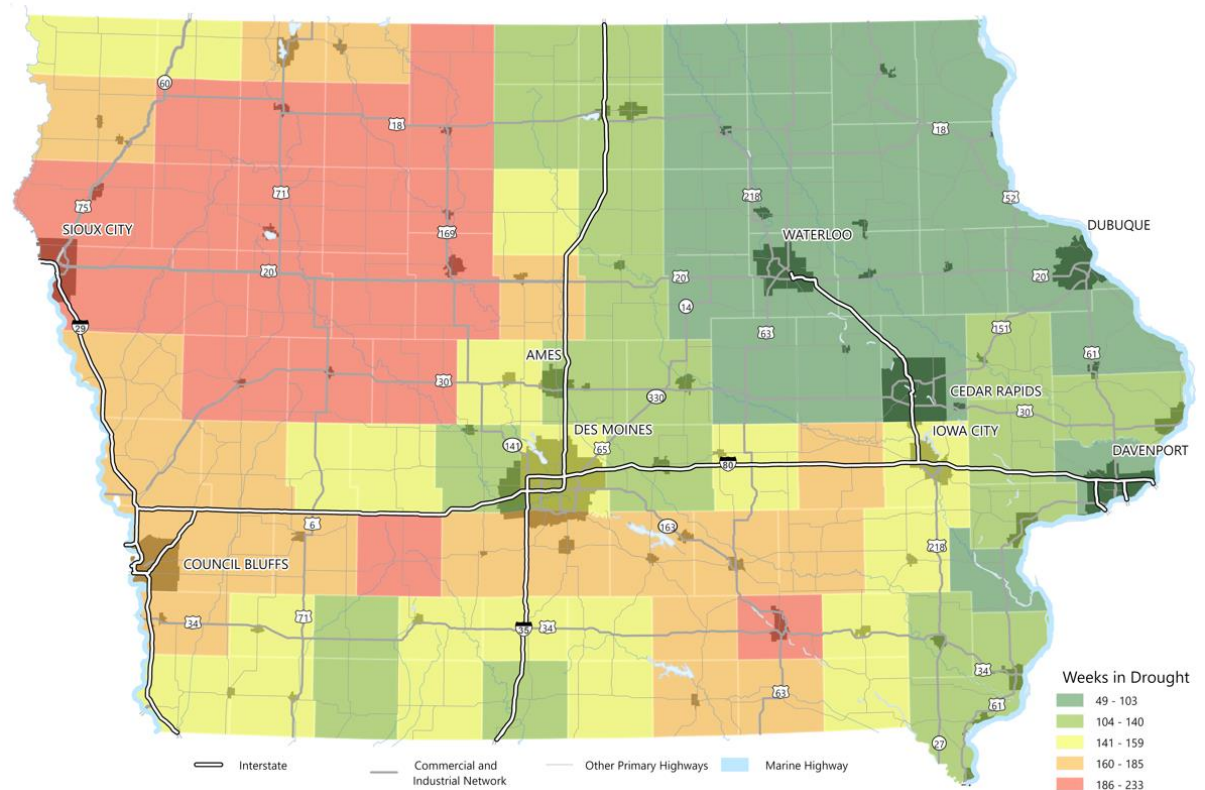 60
18
18
71
218
52
75
SIOUX CITY
169
WATERLOO
DUBUQUE
20
20
20
14
29
63
151
61
AMES
30
330
CEDAR RAPIDS
30
DES MOINES
IOWA CITY
141
65
80
DAVENPORT
6
163
218
COUNCIL BLUFFS
34
71
35
34
34
63
61
27
Weeks in Drought
49 - 103
104 - 140
141 - 159
160 - 185
186 - 233
Interstate
Commercial and
Industrial Network
Other Primary Highways
Marine Highway